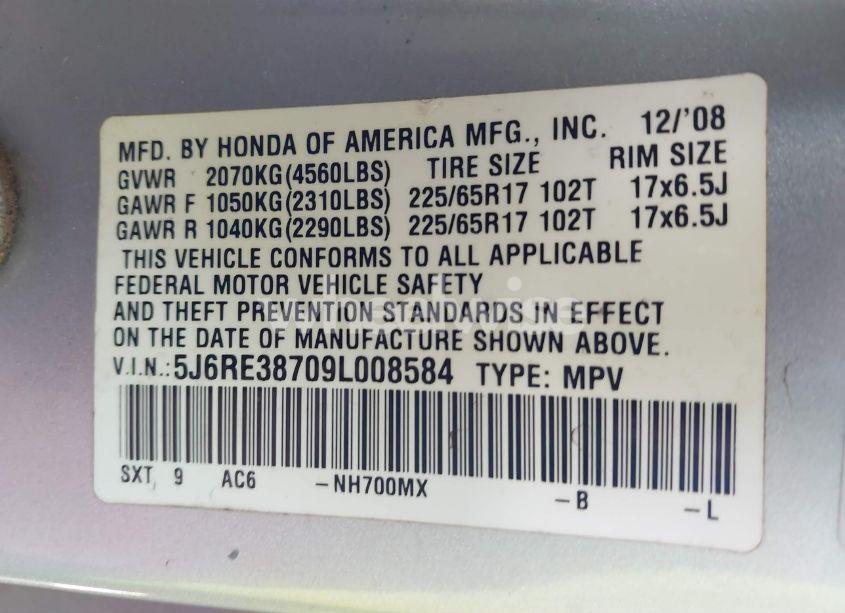 MFD. BY HONDA OF AMERICA MFG., INC. 12/'08
GVWR 2070KG(4560LBS) TIRE SIZE RIM SIZE
GAWR F 1050KG(2310LBS) 225/65R17 102T 17x6.5J
GAWR R 1040KG(2290LBS) 225/65R17 102T 17x6.5J
THIS VEHICLE CONFORMS TO ALL APPLICABLE
FEDERAL MOTOR VEHICLE SAFETY
AND THEFT PREVENTION STANDARDS IN EFFECT
ON THE DATE OF MANUFACTURE SHOWN ABOVE.
V.I.N.:5J6RE38709L008584 TYPE: MPV
SXT 9 AC6 -NH700MX -B -L